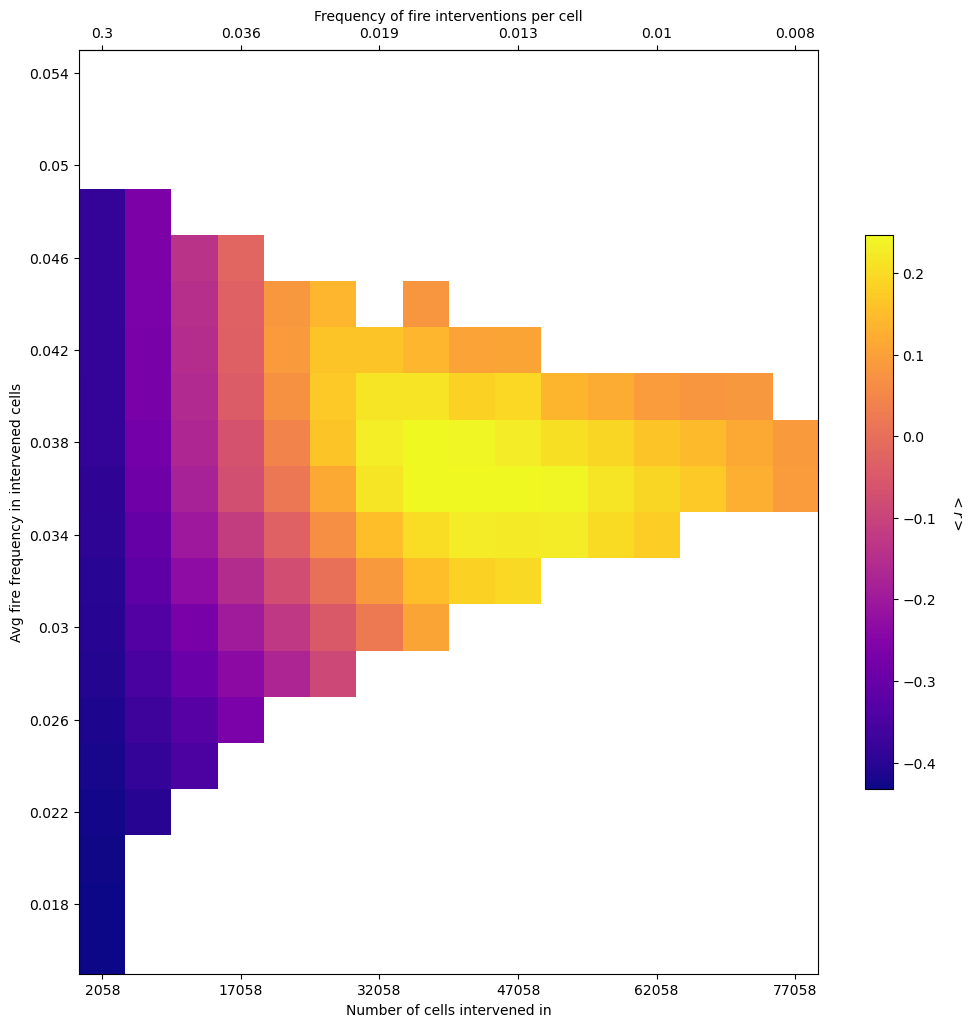 Frequency of fire interventions per cell
0.3 0.036 0.019 0.013 0.01 0.008
0.054
0.05
0.046
0.042
0.038
0.034
0.03
0.026
0.022
0.018
Avg fire frequency in intervened cells
2058 17058 32058 47058 62058 77058
Number of cells intervened in
0.2
0.1
0.0
−0.1
−0.2
−0.3
−0.4
< r >